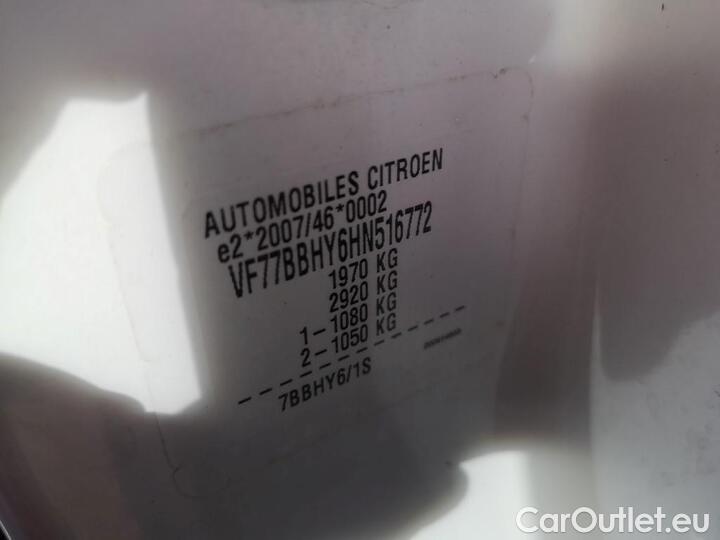 AUTOMOBILES CITROEN
e2*2007/46*0002
VF77BBHY6HN516772
1970 KG
2920 KG
1-1080 KG
2-1050 KG
7BBHY6/1S
CarOutlet.eu